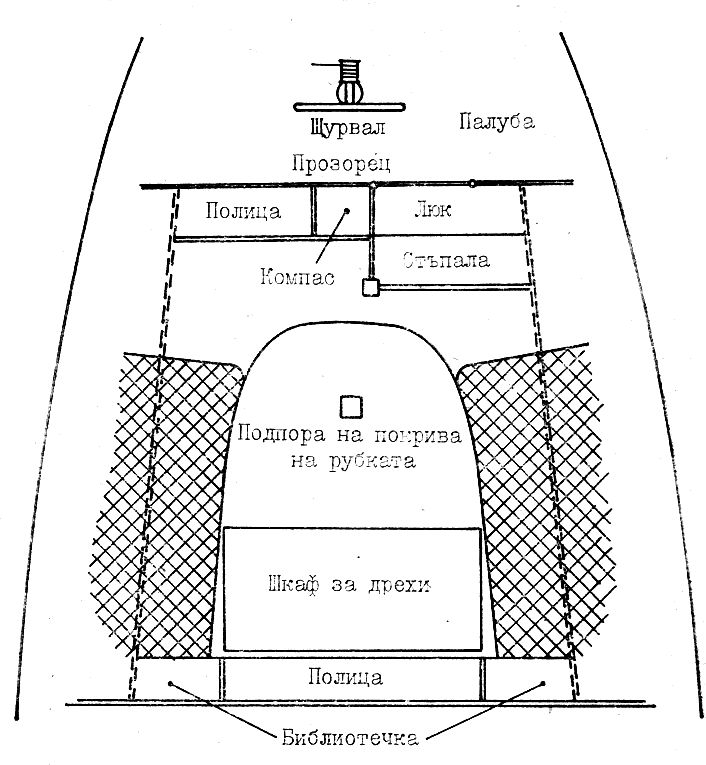 Щурвал
Палуба
Прозорец
Полица
Люк
Компас
Стъпала
Подпора на покрива
на рубката
Шкаф за дрехи
Полица
Библиотечка